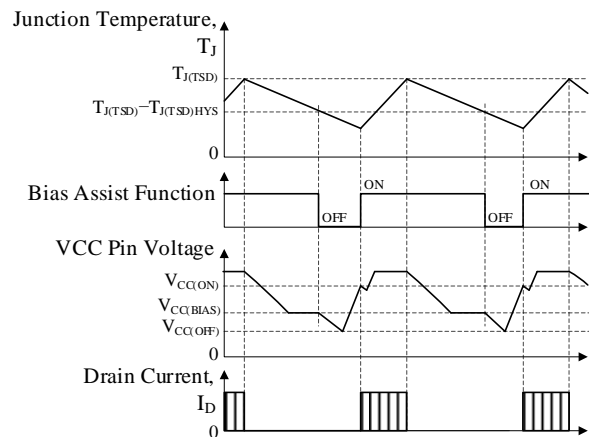 Junction Temperature,
TJ
TJ(TSD)
TJ(TSD)−TJ(TSD)HYS
0
Bias Assist Function
ON
ON
OFF
OFF
VCC Pin Voltage
VCC(ON)
VCC(BIAS)
VCC(OFF)
0
Drain Current,
ID
0